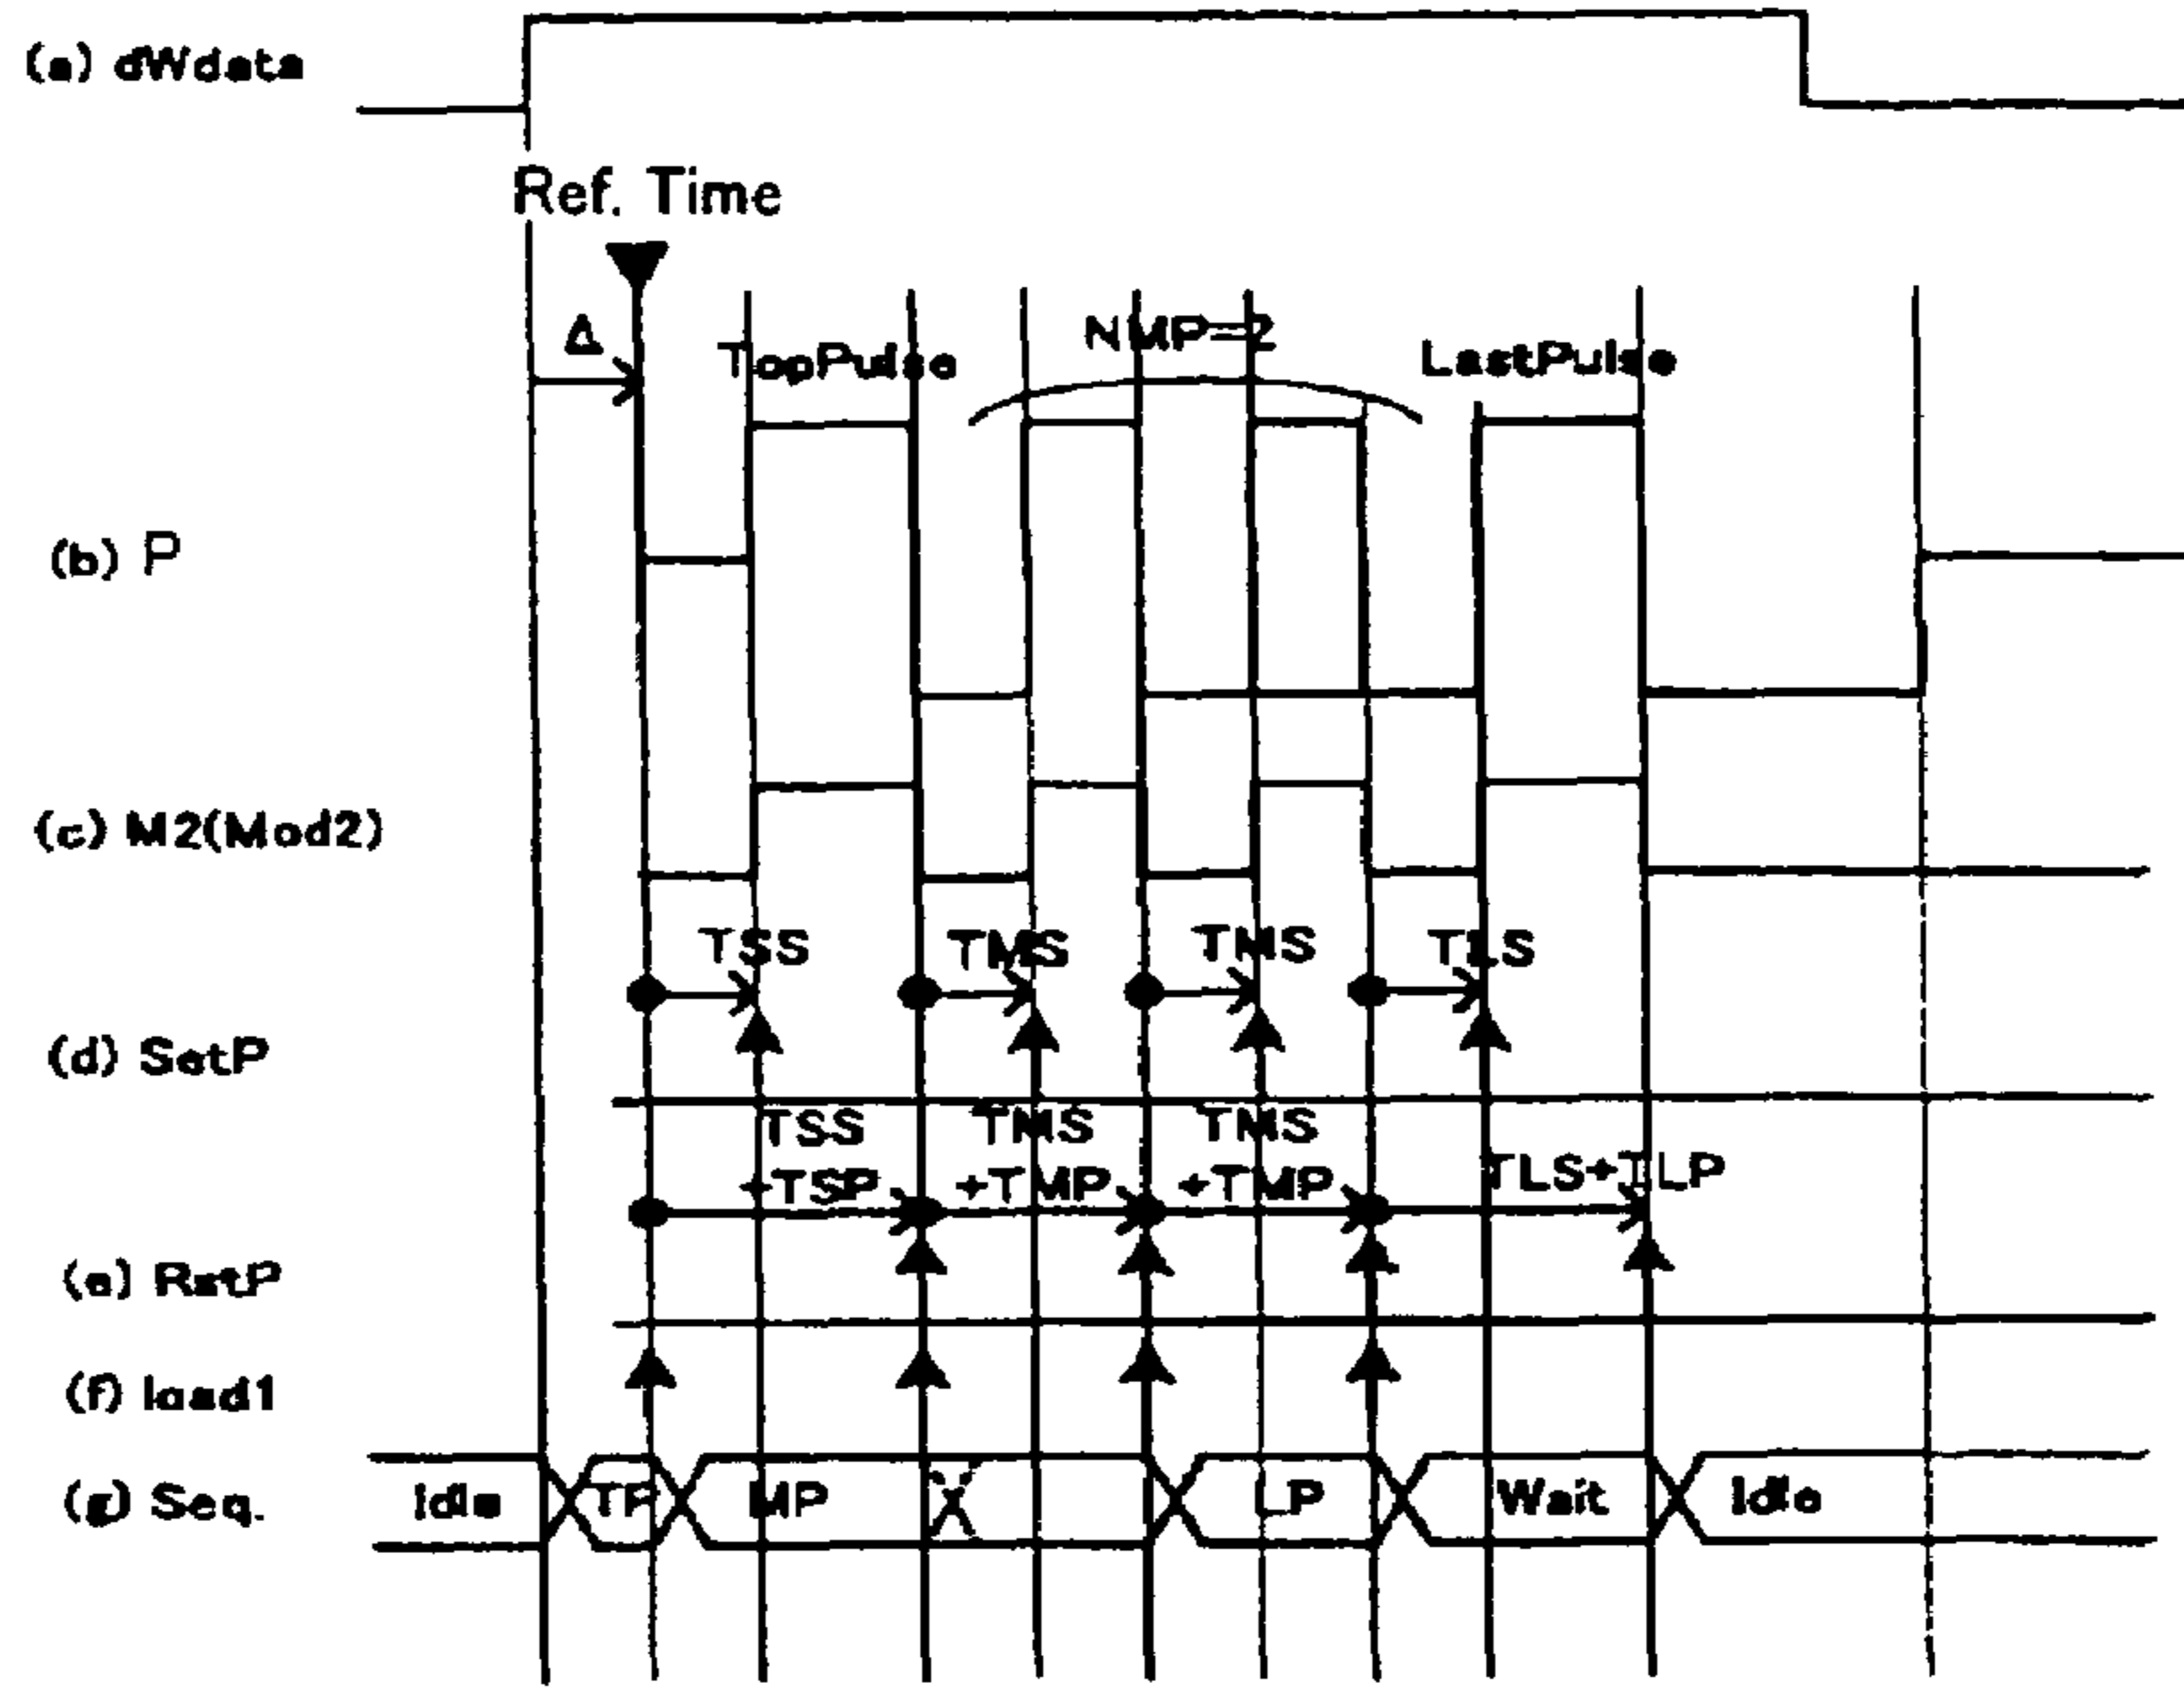 (a) dWdata
Ref. Time
Δ
TopPulse
NMP=2
LastPulse
(b) P
(c) M2(Mod2)
TSS TMS TMS TLS
(d) SetP
TSS TMS TMS
+TSP +TMP +TMP TLS+TLP
(e) RstP
(f) load1
(g) Seq. Idle TP MP X LP Wait Idle